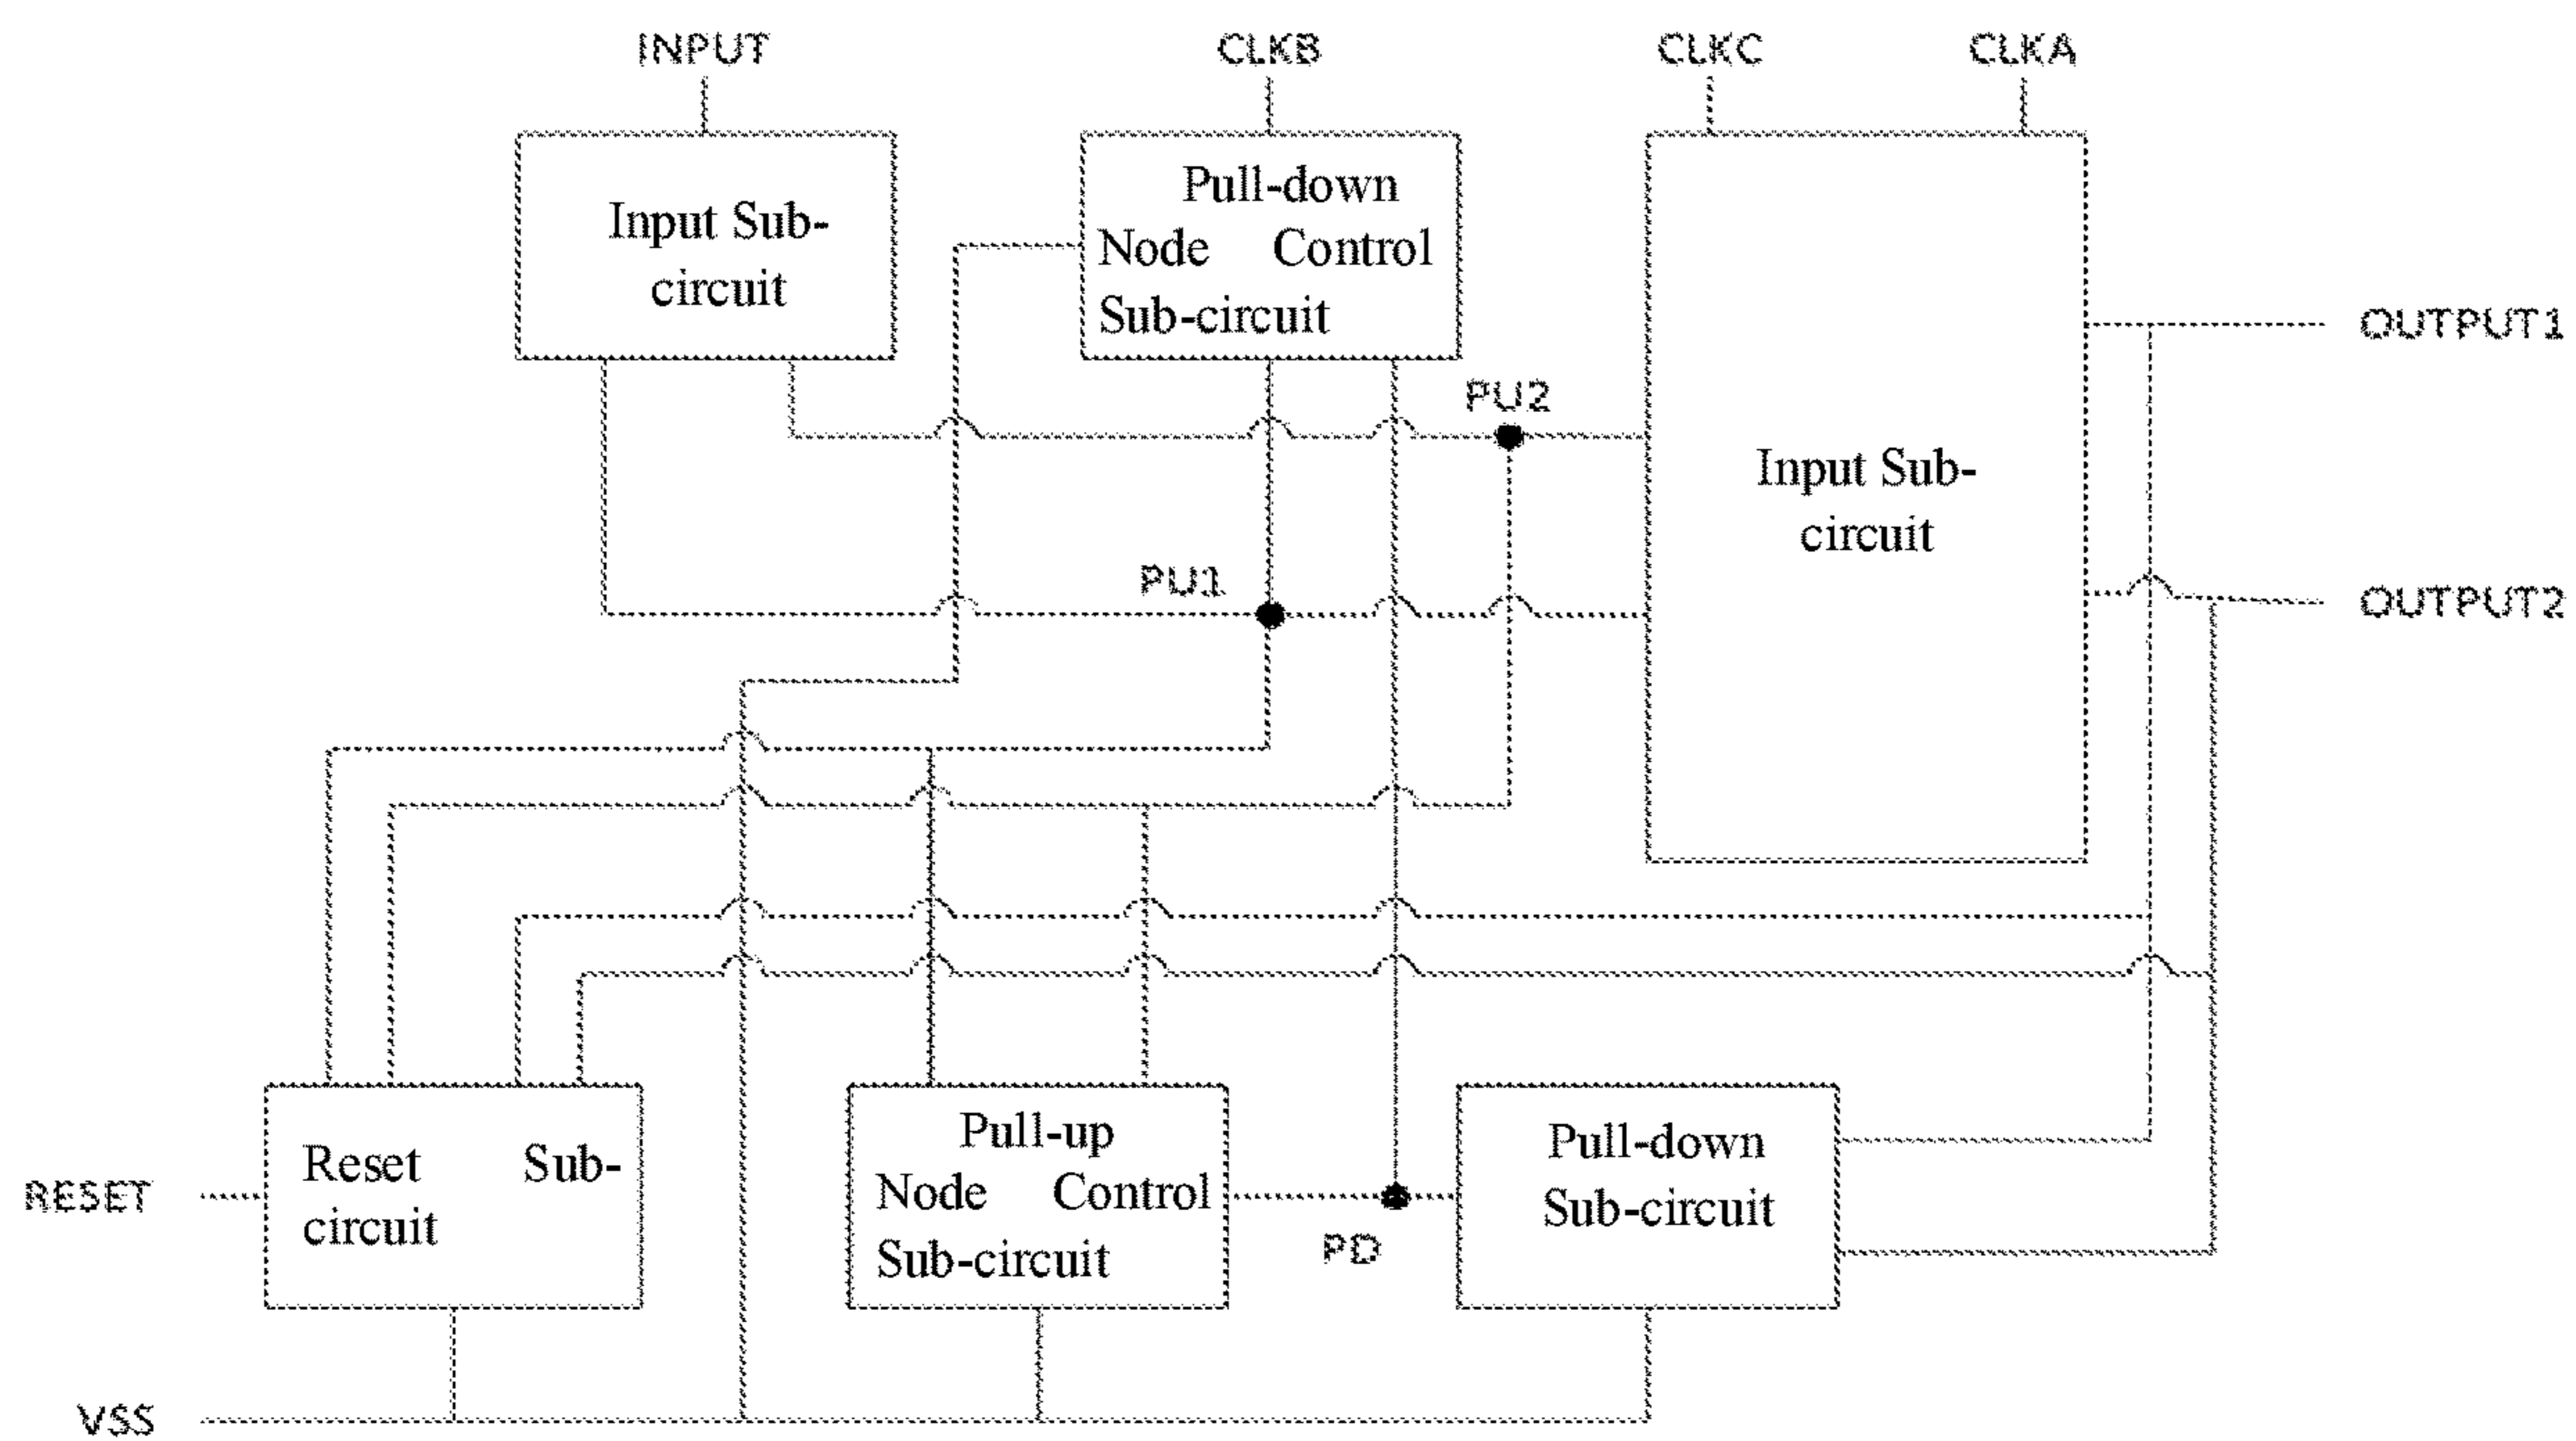 INPUT
CLKB
CLKC
CLKA
Input Sub-
circuit
Pull-down
Node Control
Sub-circuit
Input Sub-
circuit
OUTPUT1
OUTPUT2
PU2
PU1
RESET
Reset Sub-
circuit
Pull-up
Node Control
Sub-circuit
PD
Pull-down
Sub-circuit
VSS